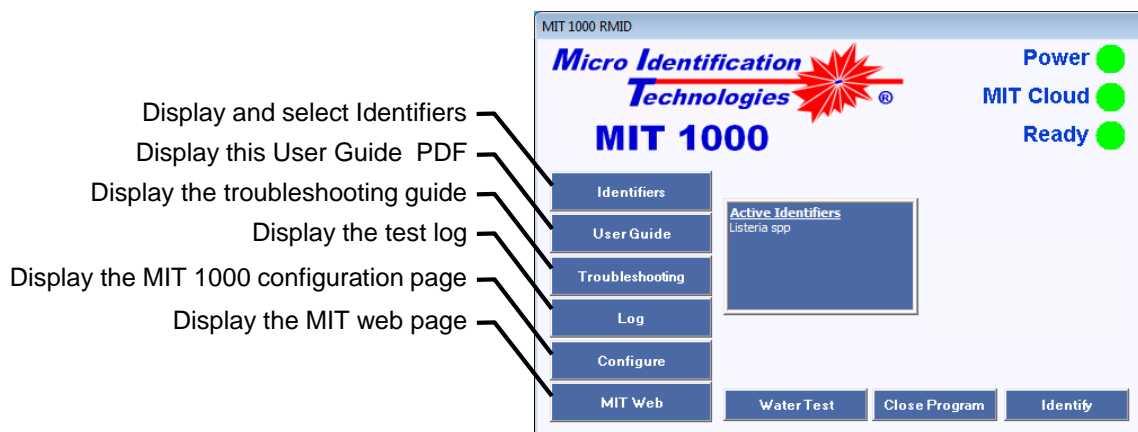 MIT 1000 RMID
Micro Identification
Technologies ®
MIT 1000
Power
MIT Cloud
Ready
Display and select Identifiers
Display this User Guide PDF
Display the troubleshooting guide
Display the test log
Display the MIT 1000 configuration page
Display the MIT web page
Identifiers
User Guide
Troubleshooting
Log
Configure
MIT Web
Active Identifiers
Listeria spp
Water Test
Close Program
Identify